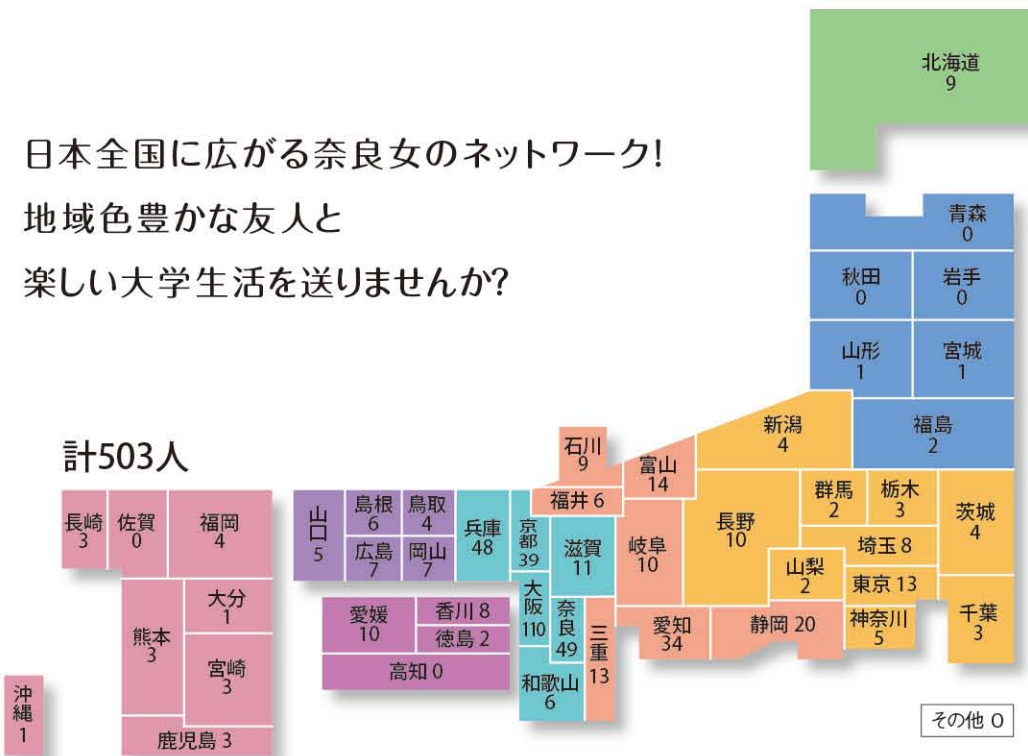 日本全国に広がる奈良女のネットワーク!
地域色豊かな友人と
楽しい大学生活を送りませんか?
計503人
北海道
9
青森
0
秋田
0
岩手
0
山形
1
宮城
1
福島
2
新潟
4
群馬
2
栃木
3
茨城
4
埼玉 8
東京 13
神奈川
5
千葉
3
山梨
2
長野
10
石川
9
富山
14
福井 6
岐阜
10
愛知
34
静岡 20
三重
13
滋賀
11
京都
39
兵庫
48
大阪
110
奈良
49
和歌山
6
鳥取
4
島根
6
岡山
7
広島
7
山口
5
愛媛
10
香川 8
徳島 2
高知 0
福岡
4
佐賀
0
長崎
3
大分
1
熊本
3
宮崎
3
鹿児島 3
沖縄
1
その他 0